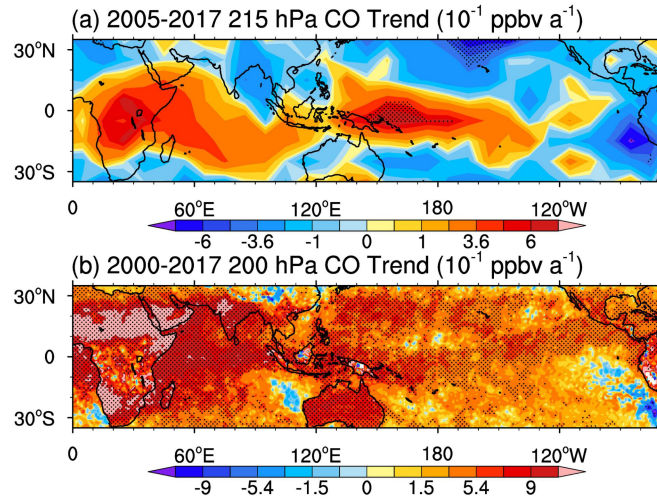 (a) 2005-2017 215 hPa CO Trend (10⁻¹ ppbv a⁻¹)
30°N
0
30°S
0 60°E 120°E 180 120°W
-6 -3.6 -1 0 1 3.6 6
(b) 2000-2017 200 hPa CO Trend (10⁻¹ ppbv a⁻¹)
30°N
0
30°S
0 60°E 120°E 180 120°W
-9 -5.4 -1.5 0 1.5 5.4 9